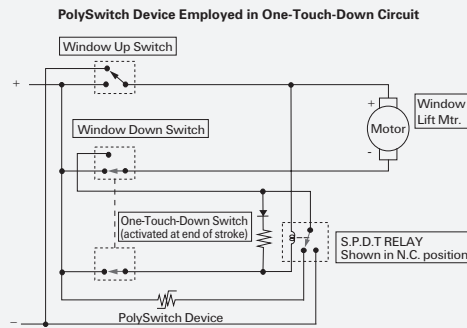 PolySwitch Device Employed in One-Touch-Down Circuit
Window Up Switch
+
+
Window
Lift Mtr.
Motor
-
Window Down Switch
One-Touch-Down Switch
(activated at end of stroke)
S.P.D.T RELAY
Shown in N.C. position
PolySwitch Device
–